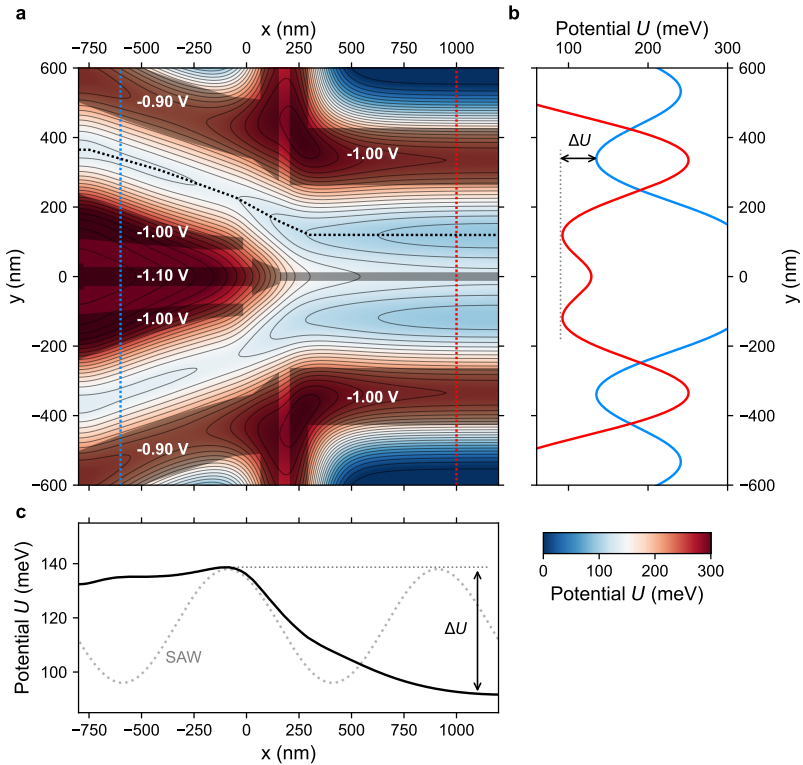 a
x (nm)
−750 −500 −250 0 250 500 750 1000
600
400
200
0
−200
−400
−600
y (nm)
-0.90 V
-1.00 V
-1.00 V
-1.10 V
-1.00 V
-1.00 V
-0.90 V
b
Potential U (meV)
100 200 300
ΔU
600
400
200
0
−200
−400
−600
y (nm)
c
Potential U (meV)
140
120
100
SAW
ΔU
−750 −500 −250 0 250 500 750 1000
x (nm)
0 100 200 300
Potential U (meV)